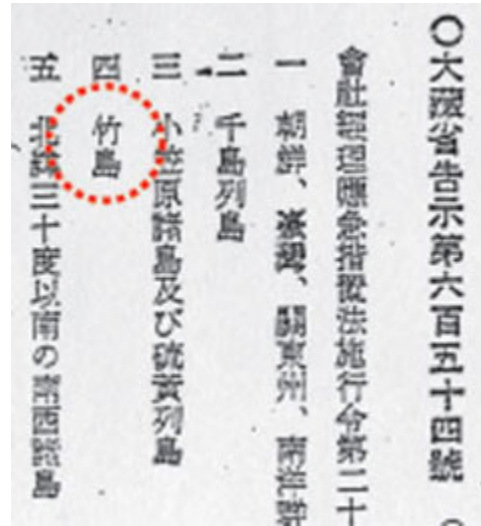 〇大藏省告示第六百五十四號
會社經理應急措置法施行令第二十
一 朝鮮、臺灣、關東州、南洋群
二 千島列島
三 小笠原諸島及び硫黄列島
四 竹島
五 北緯三十度以南の南西諸島